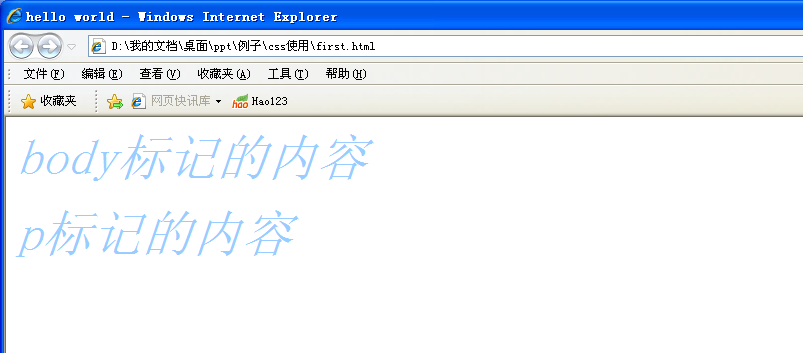 hello world - Windows Internet Explorer
D:\我的文档\桌面\ppt\例子\css使用\first.html
文件(F) 编辑(E) 查看(V) 收藏夹(A) 工具(T) 帮助(H)
收藏夹 网页快讯库 hao Hao123
body标记的内容
p标记的内容